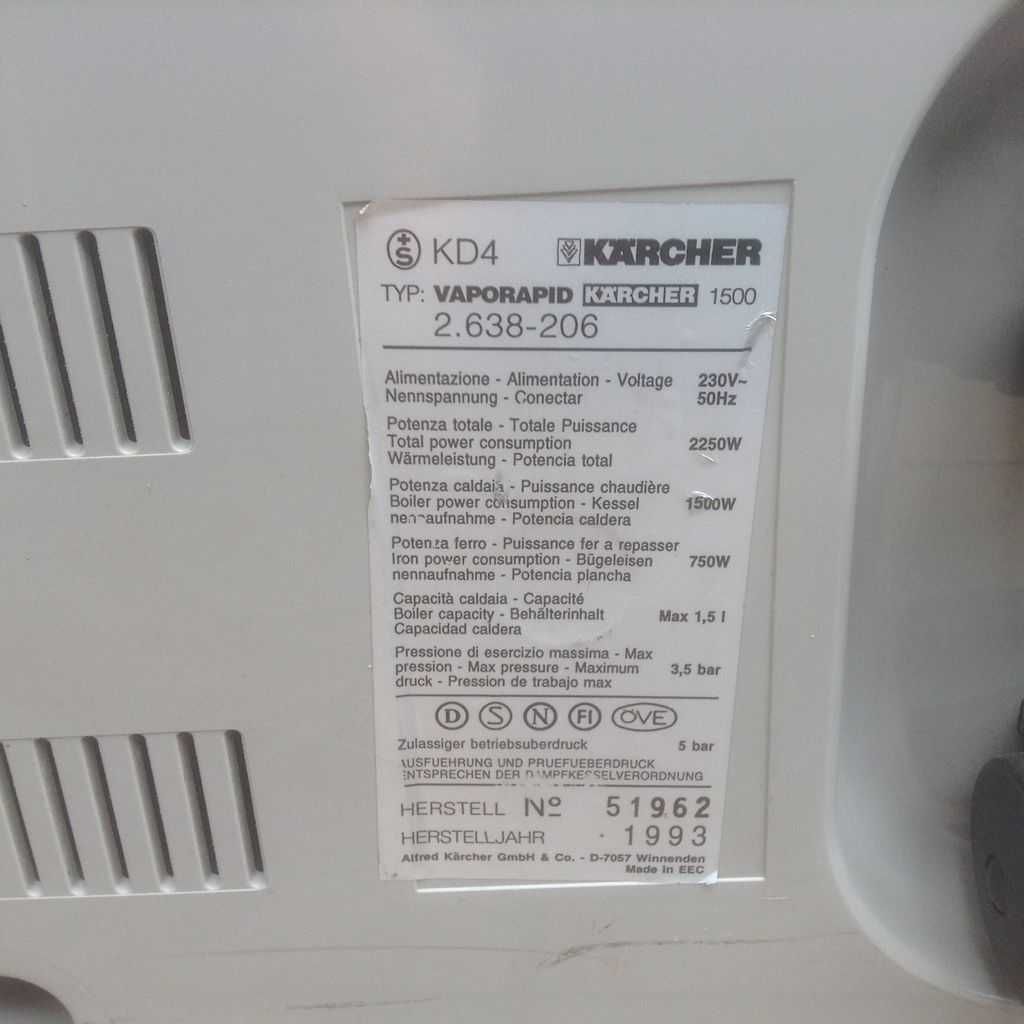 +S KD4 KÄRCHER
TYP: VAPORAPID KÄRCHER 1500
2.638-206
Alimentazione - Alimentation - Voltage 230V~
Nennspannung - Conectar 50Hz
Potenza totale - Totale Puissance
Total power consumption 2250W
Wärmeleistung - Potencia total
Potenza caldaia - Puissance chaudière
Boiler power consumption - Kessel 1500W
nennaufnahme - Potencia caldera
Potenza ferro - Puissance fer a repasser
Iron power consumption - Bügeleisen 750W
nennaufnahme - Potencia plancha
Capacità caldaia - Capacité
Boiler capacity - Behälterinhalt Max 1,5 l
Capacidad caldera
Pressione di esercizio massima - Max
pression - Max pressure - Maximum 3,5 bar
druck - Pression de trabajo max
D S N FI ÖVE
Zulassiger betriebsuberdruck 5 bar
AUSFUEHRUNG UND PRUEFUEBERDRUCK
ENTSPRECHEN DER DAMPFKESSELVERORDNUNG
HERSTELL Nº 51962
HERSTELLJAHR 1993
Alfred Kärcher GmbH & Co. - D-7057 Winnenden
Made in EEC